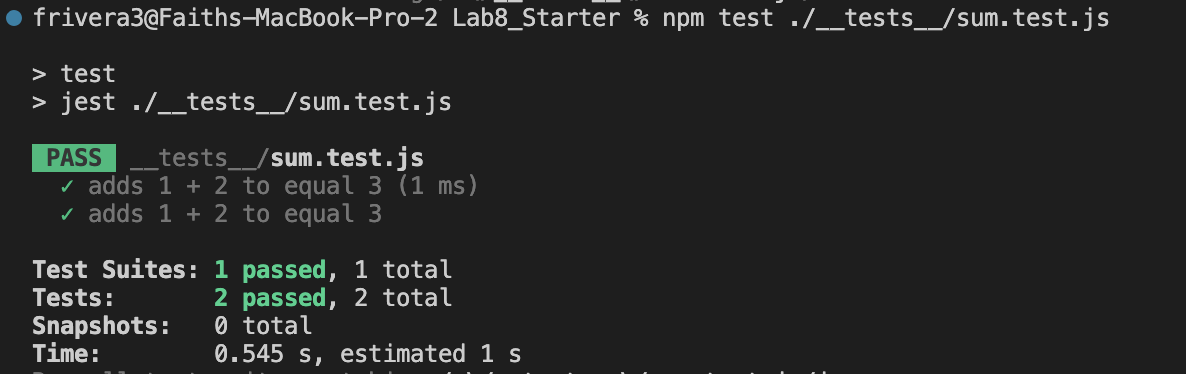 frivera3@Faiths-MacBook-Pro-2 Lab8_Starter % npm test ./__tests__/sum.test.js
> test
> jest ./__tests__/sum.test.js
PASS __tests__/sum.test.js
✓ adds 1 + 2 to equal 3 (1 ms)
✓ adds 1 + 2 to equal 3
Test Suites: 1 passed, 1 total
Tests: 2 passed, 2 total
Snapshots: 0 total
Time: 0.545 s, estimated 1 s